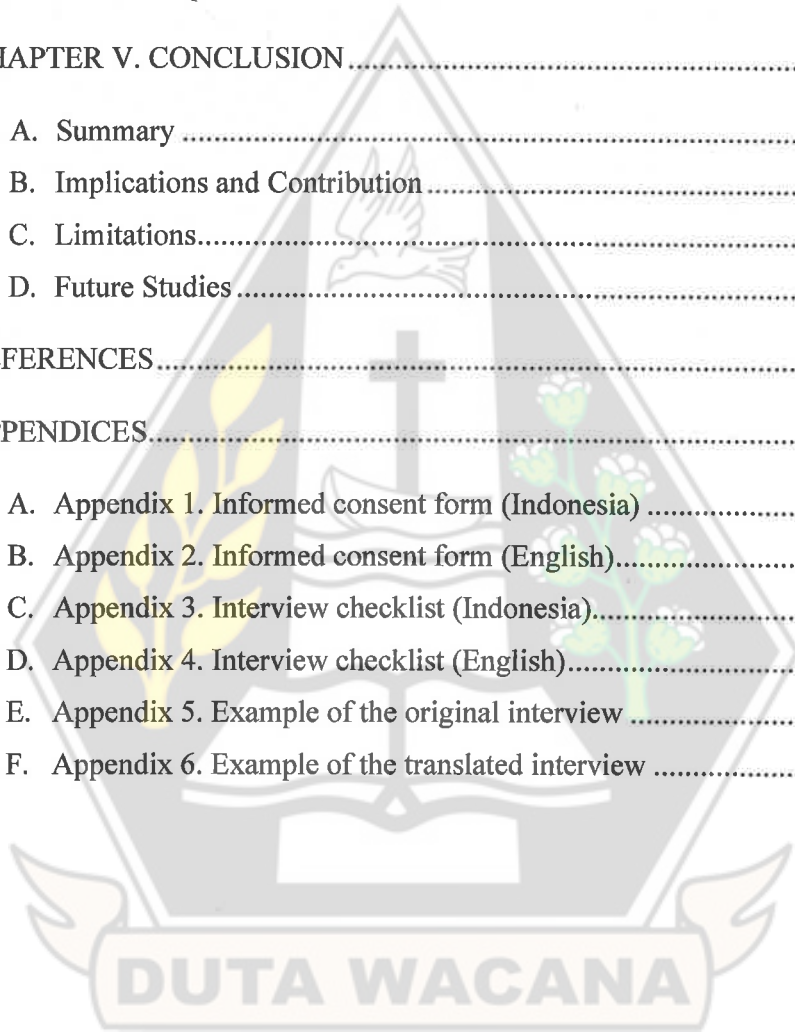 HAPTER V. CONCLUSION ................................................
A. Summary ................................................
B. Implications and Contribution ................................................
C. Limitations................................................
D. Future Studies ................................................
FERENCES ................................................
PENDICES................................................
A. Appendix 1. Informed consent form (Indonesia) ....................
B. Appendix 2. Informed consent form (English)........................
C. Appendix 3. Interview checklist (Indonesia)..........................
D. Appendix 4. Interview checklist (English)..............................
E. Appendix 5. Example of the original interview ......................
F. Appendix 6. Example of the translated interview ...................
DUTA WACANA